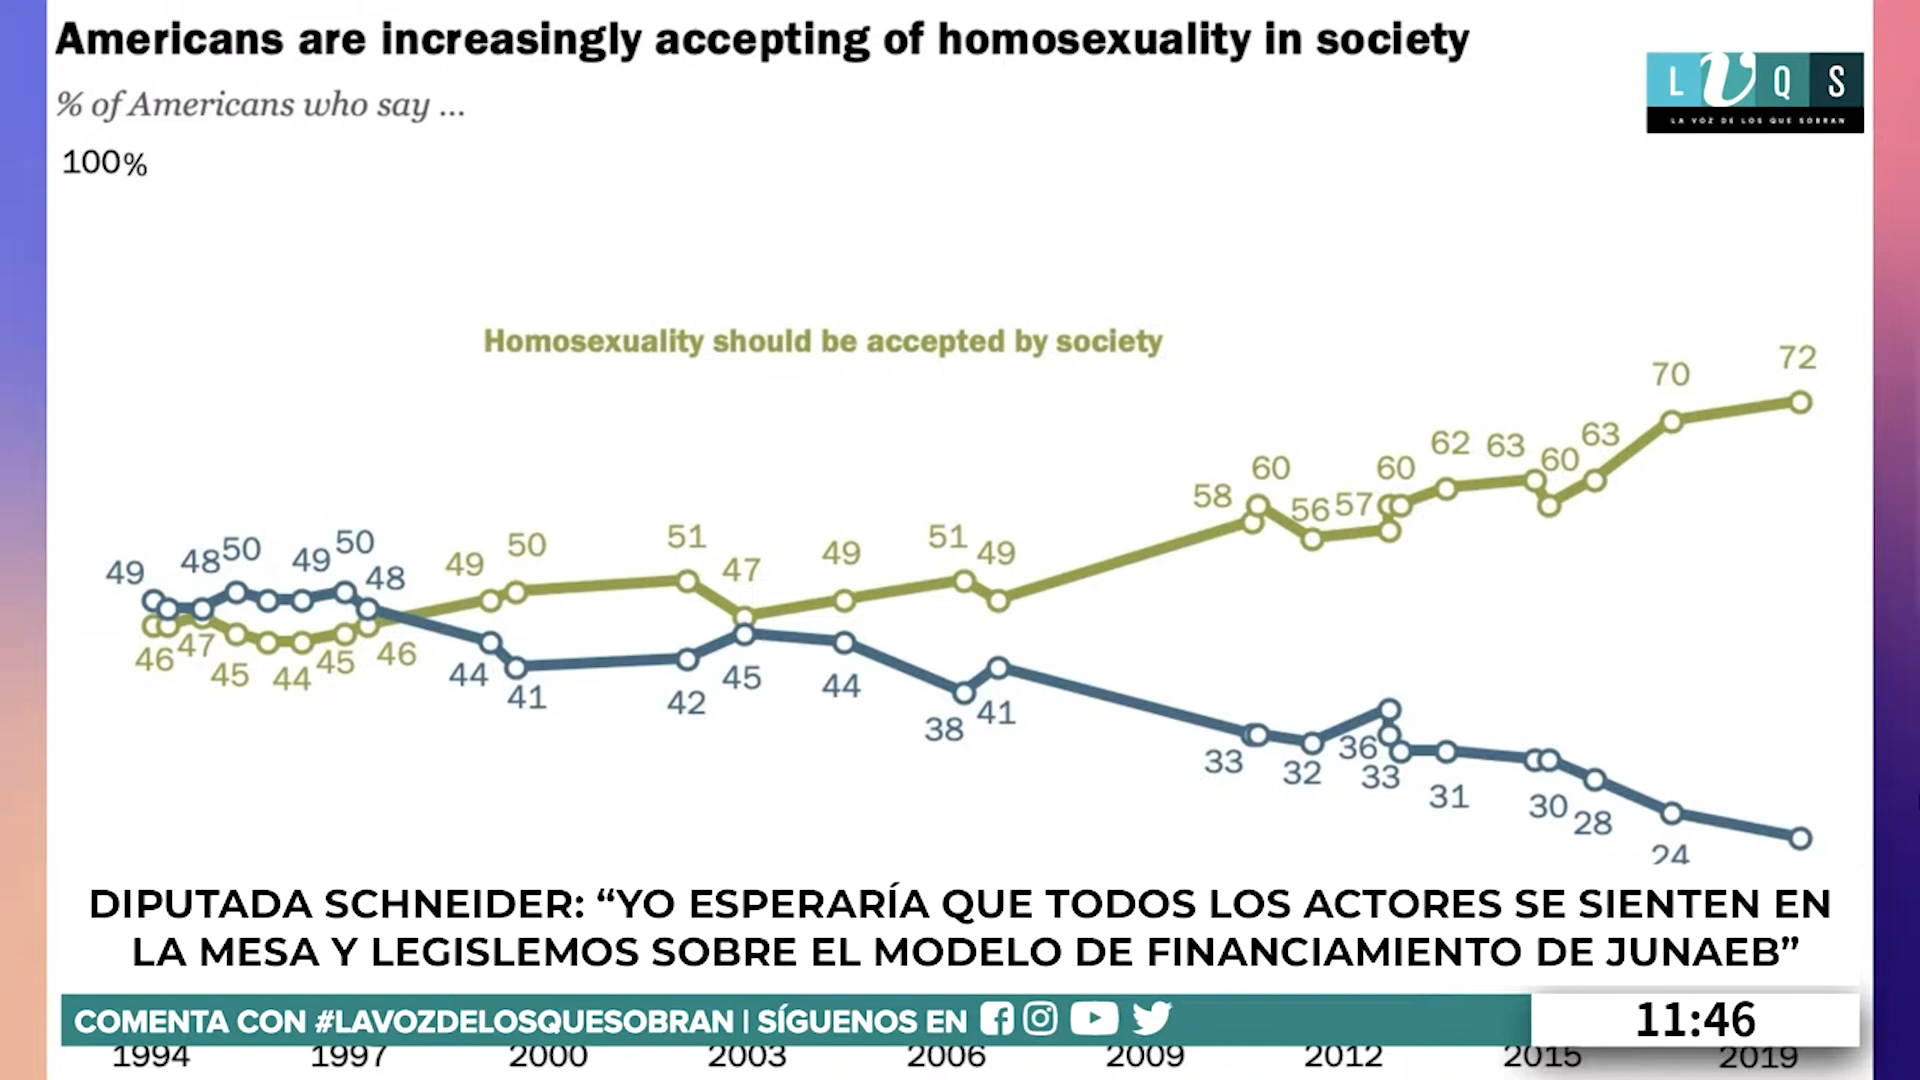 Americans are increasingly accepting of homosexuality in society
% of Americans who say ...
L V Q S
LA VOZ DE LOS QUE SOBRAN
100%
Homosexuality should be accepted by society
49 48 50 49 50 48 49 50 51 47 49 51 49 58 60 56 57 60 62 63 60 63 70 72
46 47 45 44 45 46 44 41 42 45 44 38 41 33 32 36 33 31 30 28 24
DIPUTADA SCHNEIDER: “YO ESPERARÍA QUE TODOS LOS ACTORES SE SIENTEN EN
LA MESA Y LEGISLEMOS SOBRE EL MODELO DE FINANCIAMIENTO DE JUNAEB”
COMENTA CON #LAVOZDELOSQUESOBRAN | SÍGUENOS EN
11:46
1994 1997 2000 2003 2006 2009 2012 2015 2019